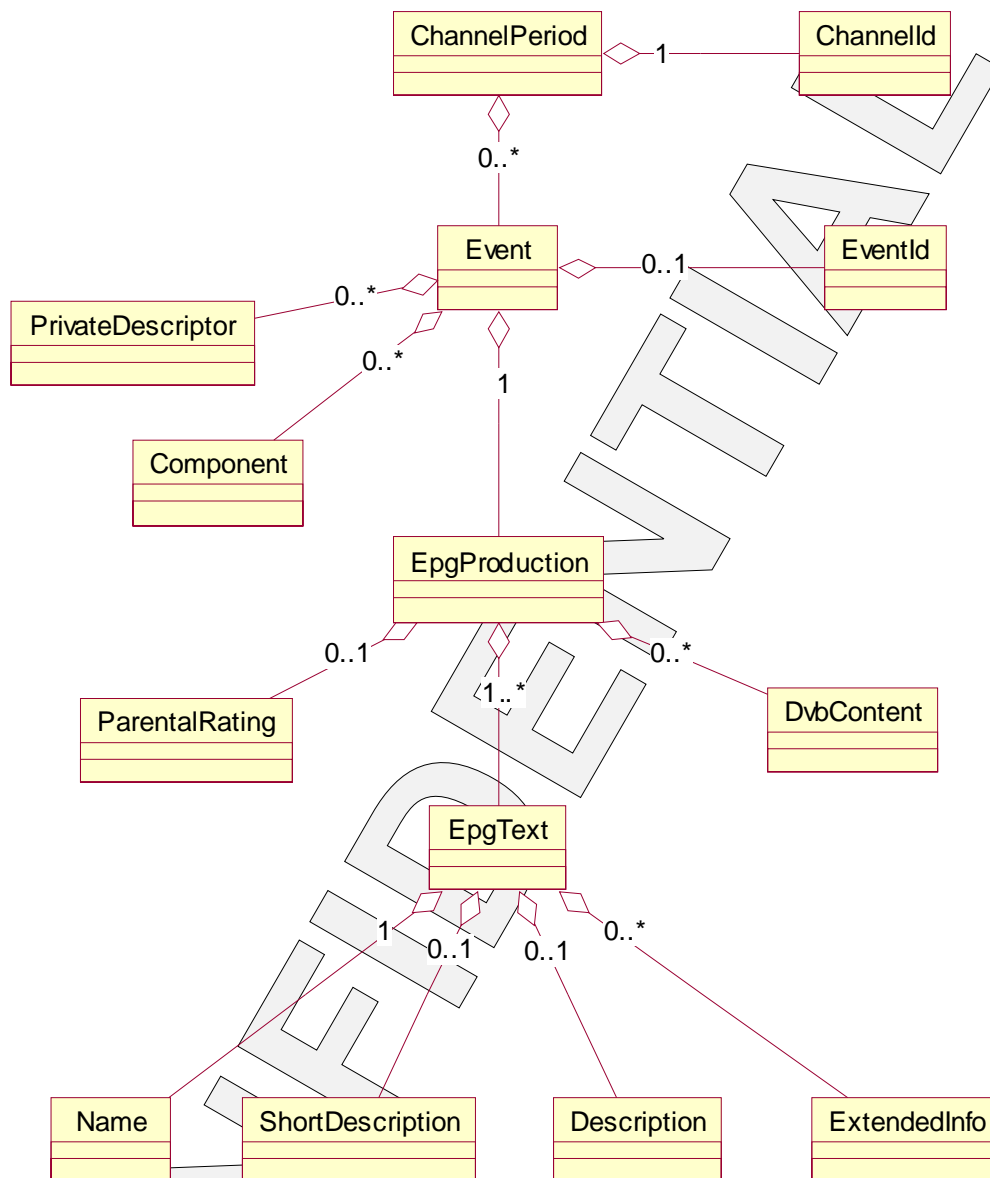 ChannelPeriod
1
ChannelId
0..*
Event
0..1
EventId
0..*
PrivateDescriptor
0..*
1
Component
EpgProduction
0..1
0..*
1..*
ParentalRating
DvbContent
EpgText
1
0..1
0..1
0..*
Name
ShortDescription
Description
ExtendedInfo